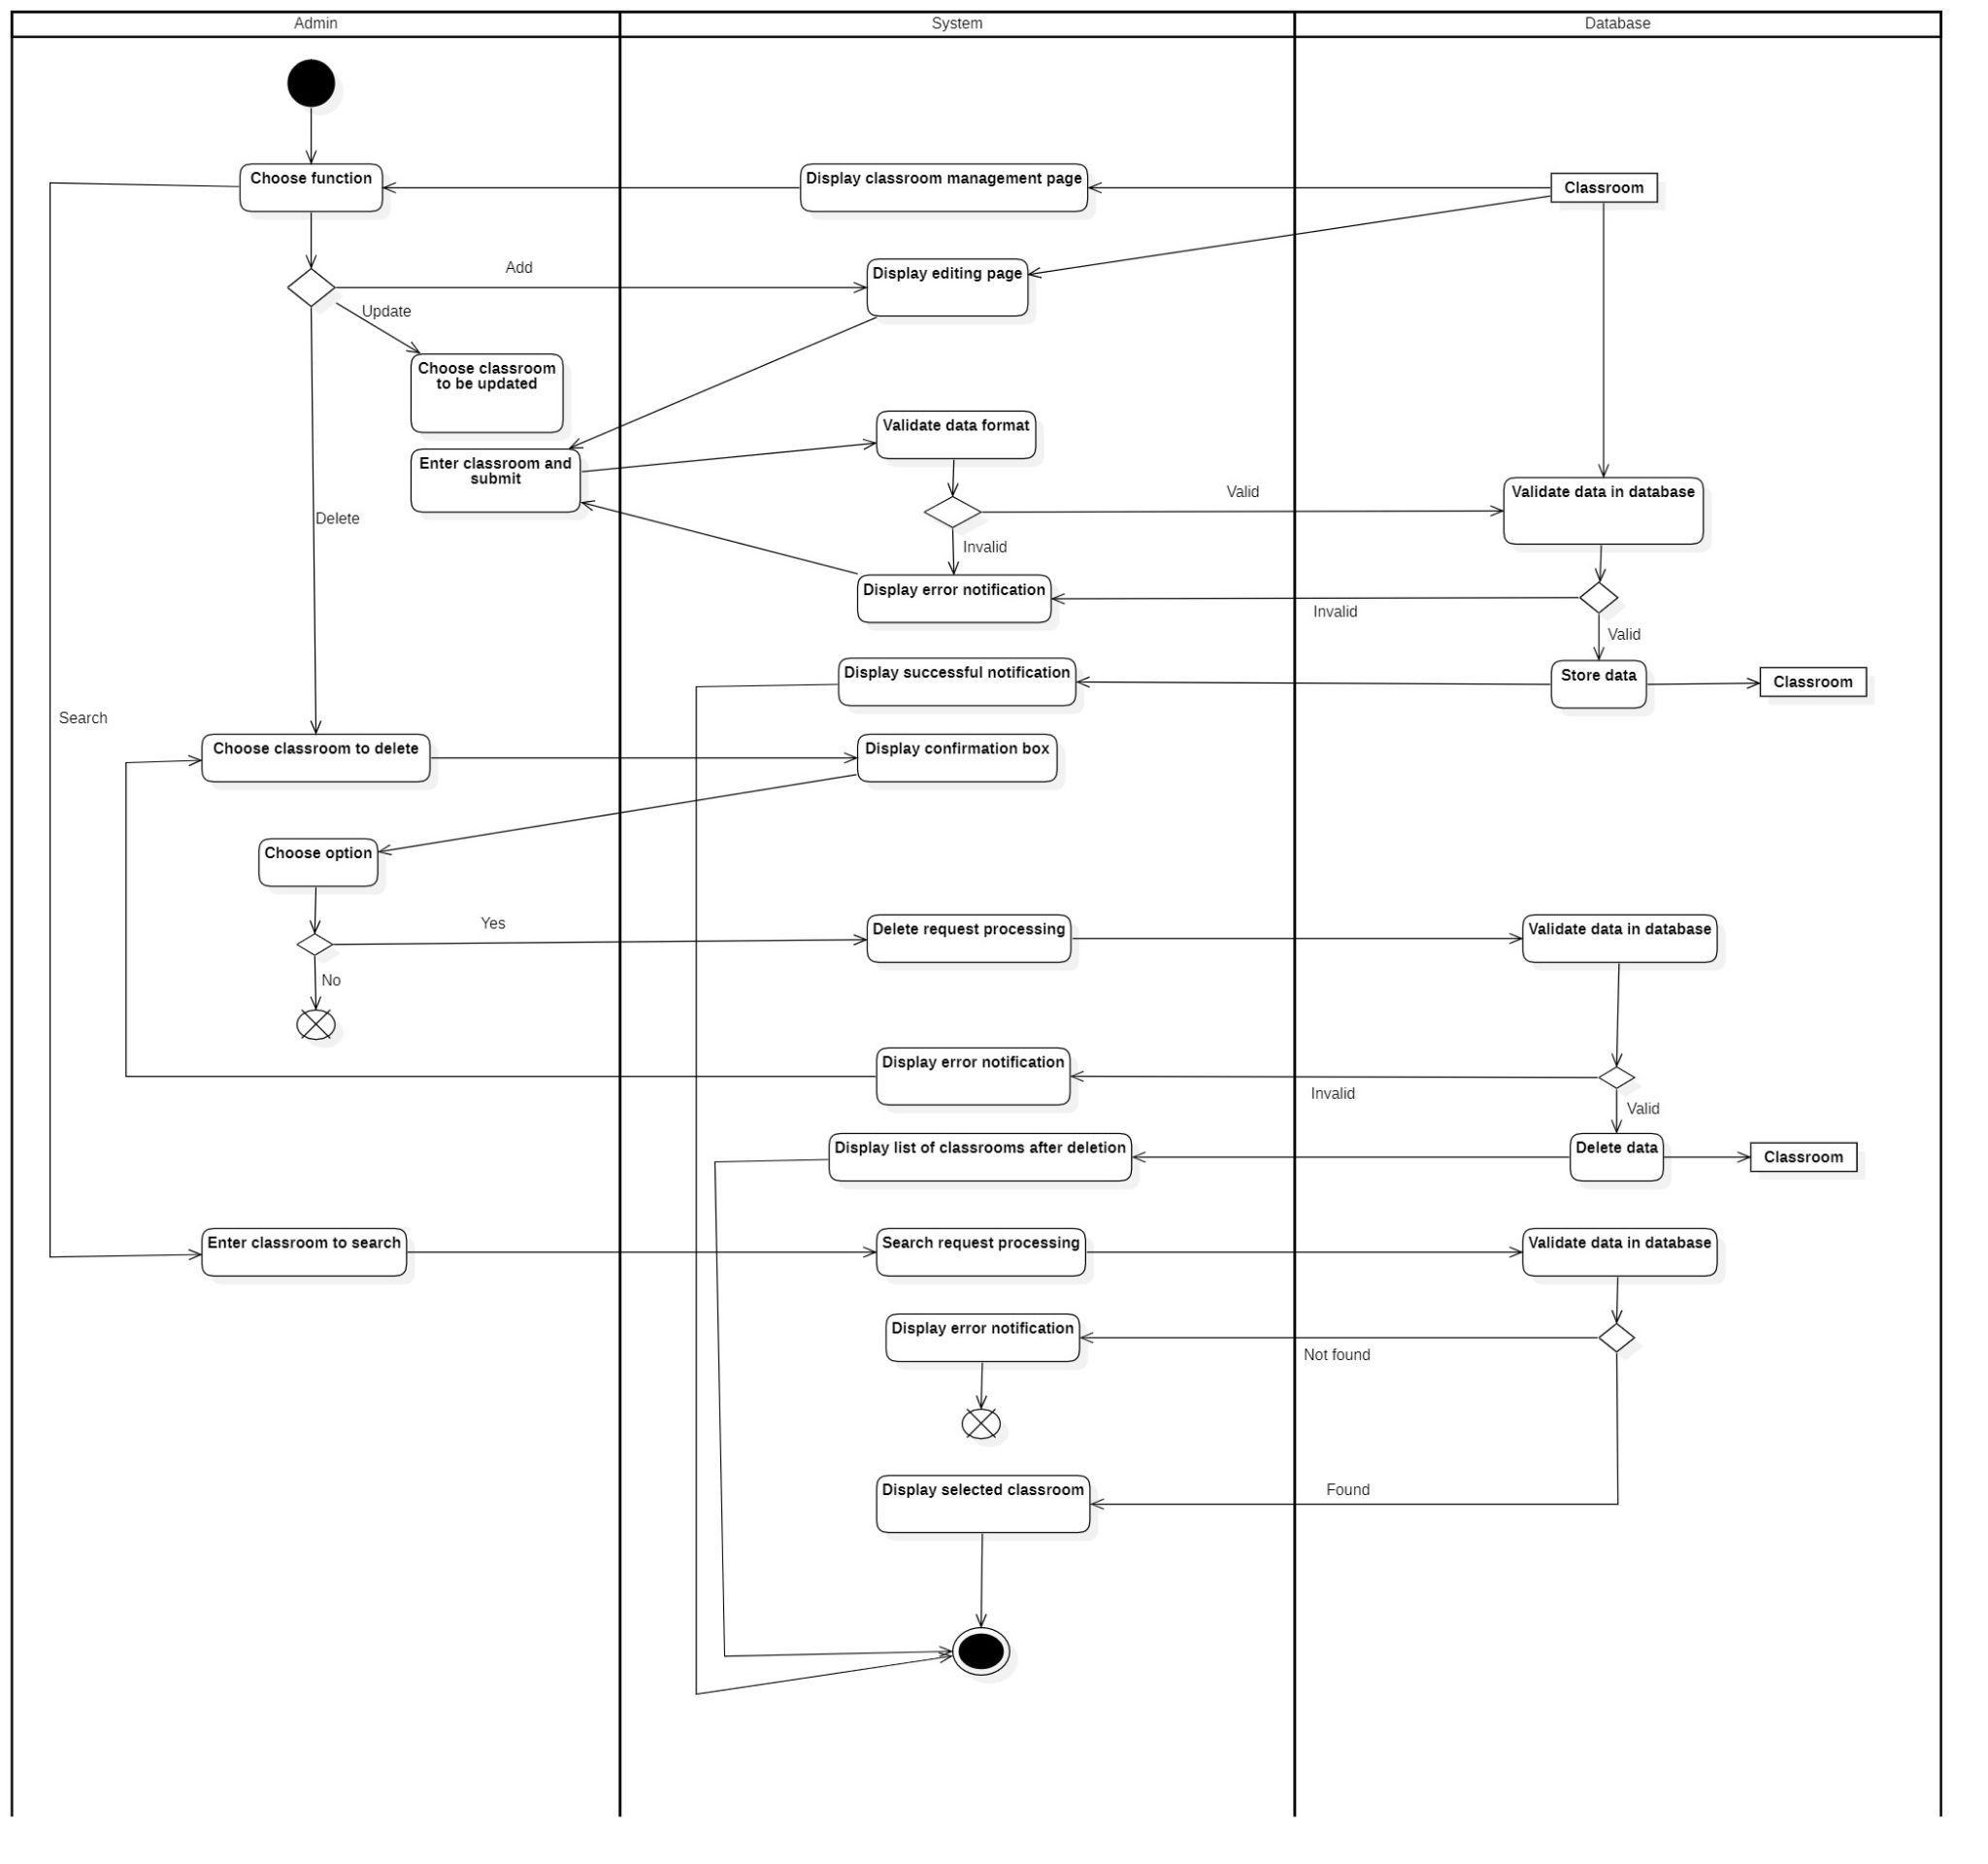 Admin
System
Database
Choose function
Display classroom management page
Classroom
Add
Display editing page
Update
Choose classroom
to be updated
Validate data format
Enter classroom and
submit
Valid
Validate data in database
Delete
Invalid
Display error notification
Invalid
Valid
Display successful notification
Store data
Classroom
Search
Choose classroom to delete
Display confirmation box
Choose option
Yes
Delete request processing
Validate data in database
No
Display error notification
Invalid
Valid
Display list of classrooms after deletion
Delete data
Classroom
Enter classroom to search
Search request processing
Validate data in database
Display error notification
Not found
Display selected classroom
Found